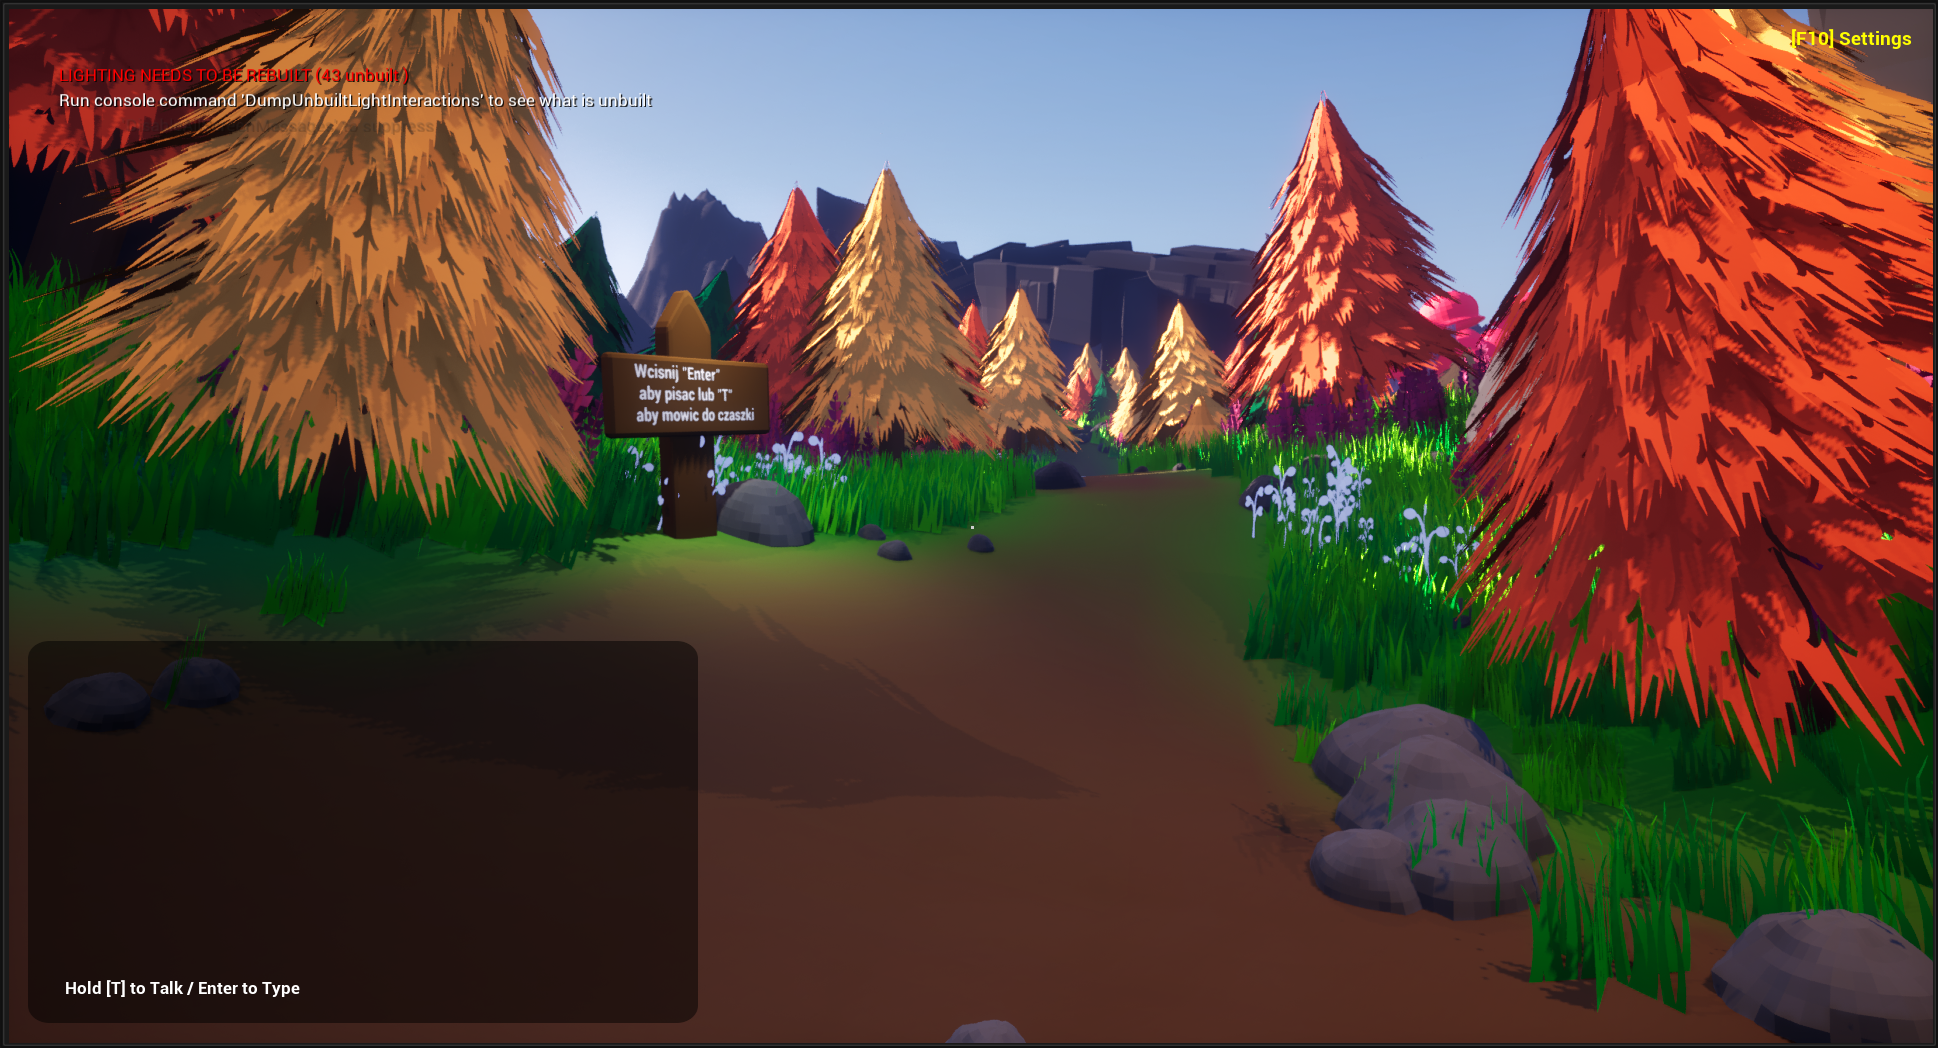 [F10] Settings
LIGHTING NEEDS TO BE REBUILT (43 unbuilt )
Run console command 'DumpUnbuiltLightInteractions' to see what is unbuilt
suppress
Wcisnij "Enter"
aby pisac lub "T"
aby mowic do czaszki
Hold [T] to Talk / Enter to Type